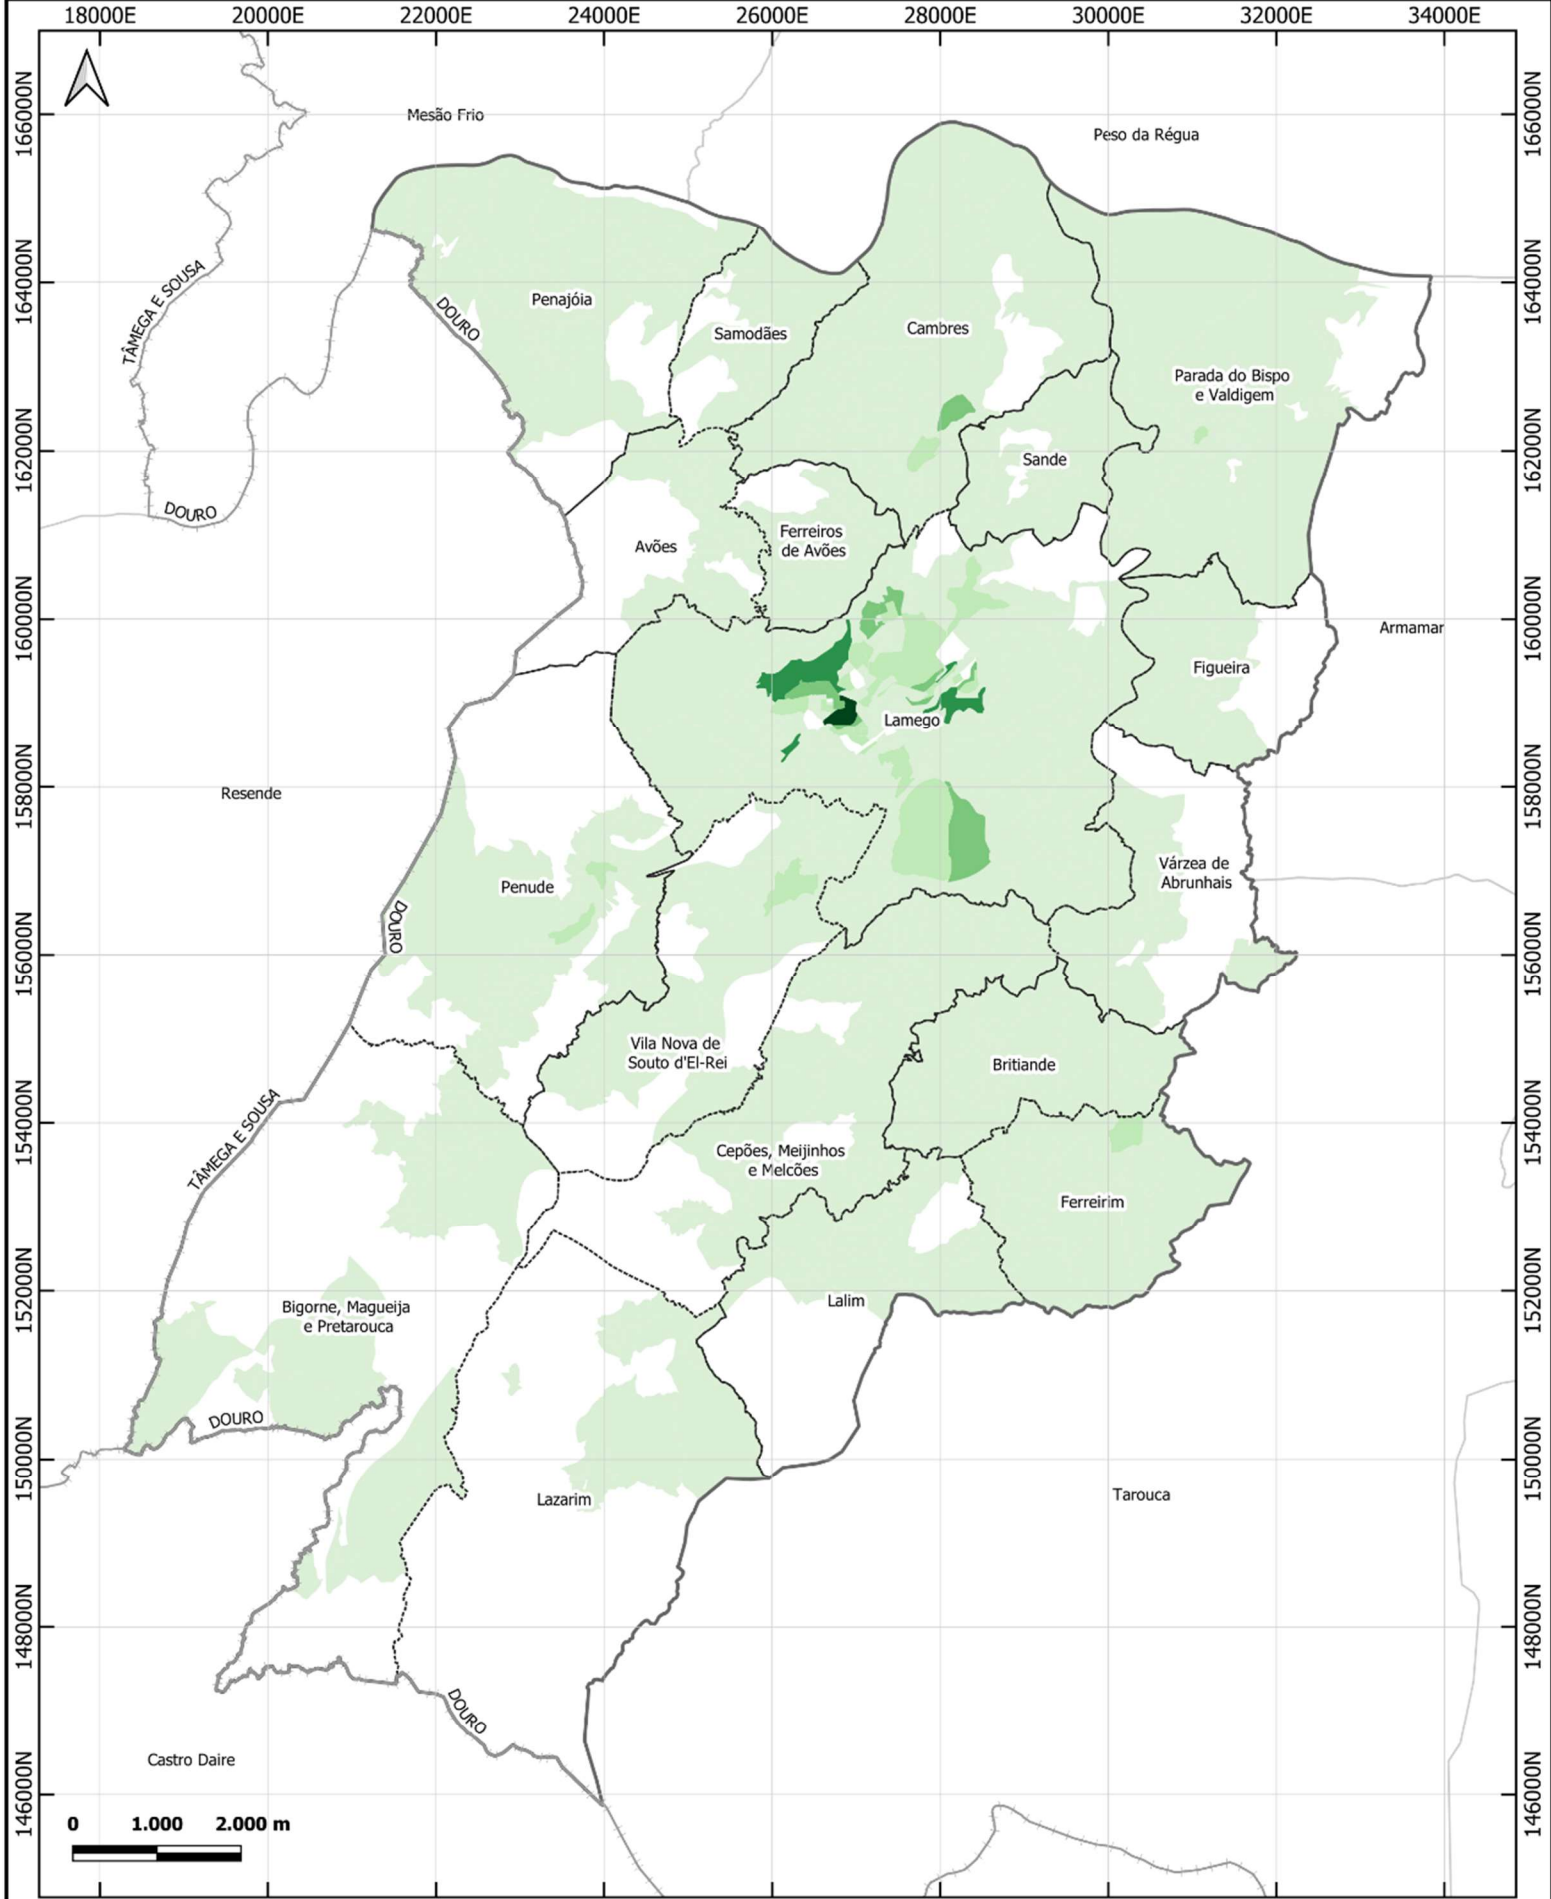 18000E 20000E 22000E 24000E 26000E 28000E 30000E 32000E 34000E
166000N
166000N
Mesão Frio
Peso da Régua
164000N
164000N
TÂMEGA E SOUSA
DOURO
Penajóia
Samodães
Cambres
Parada do Bispo
e Valdigem
162000N
162000N
Sande
DOURO
Avões
Ferreiros
de Avões
160000N
160000N
Armamar
Figueira
Lamego
158000N
158000N
Resende
Penude
Várzea de
Abrunhais
DOURO
156000N
156000N
Vila Nova de
Souto d'El-Rei
Britiande
154000N
154000N
TÂMEGA E SOUSA
Cepões, Meijinhos
e Melcões
Ferreirim
152000N
152000N
Bigorne, Magueija
e Pretarouca
Lalim
DOURO
150000N
150000N
Lazarim
Tarouca
148000N
148000N
DOURO
Castro Daire
146000N
146000N
0 1.000 2.000 m